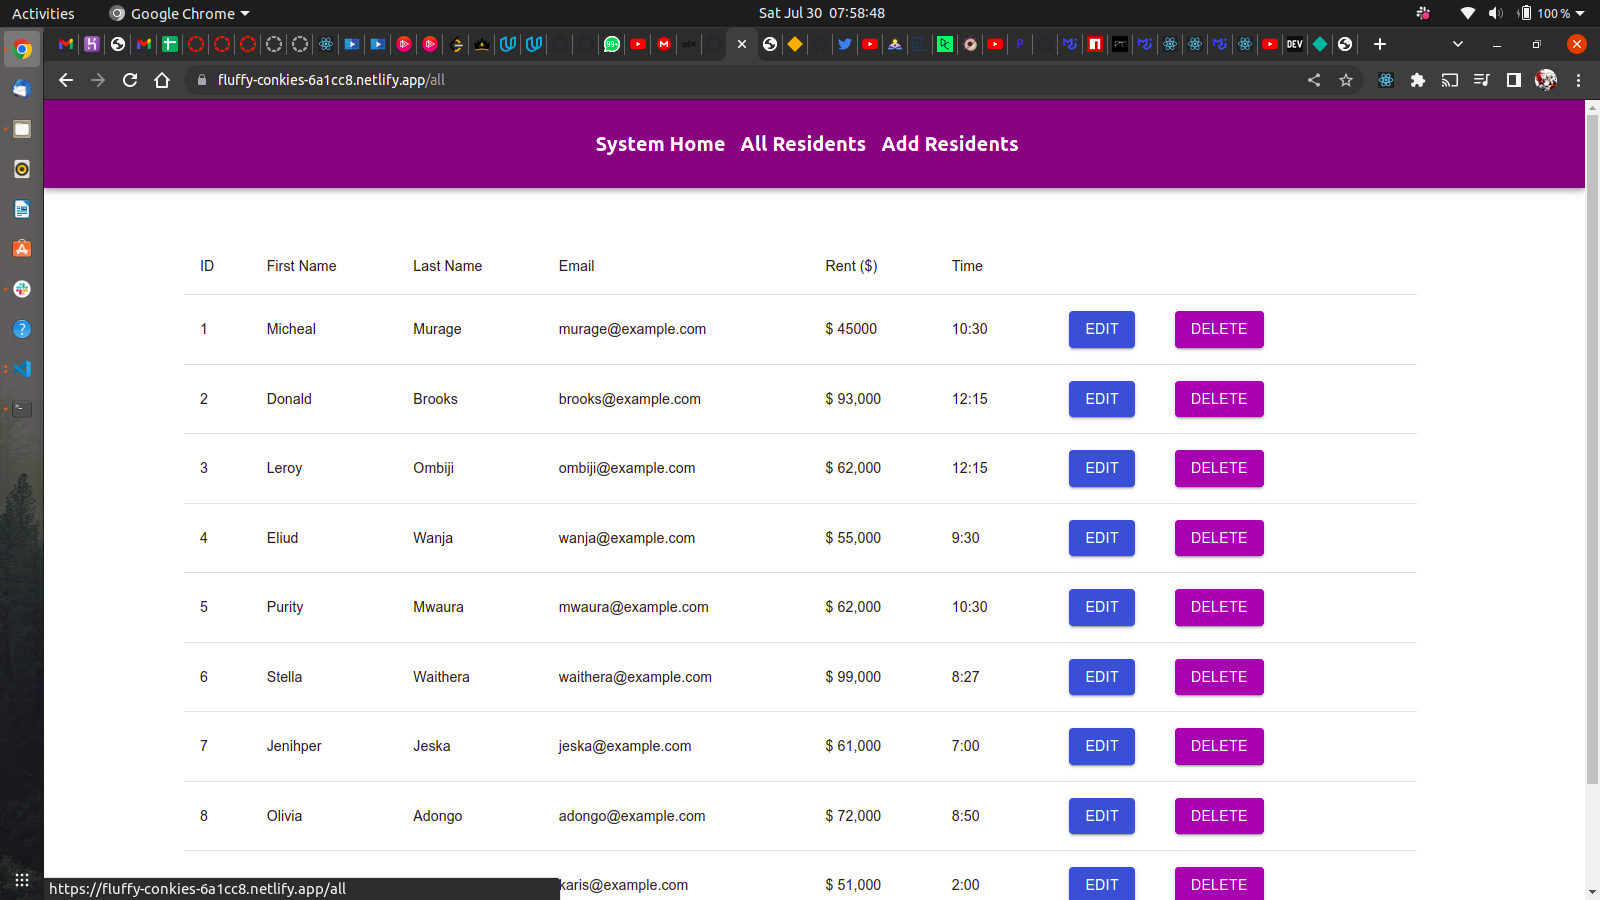 Activities Google Chrome Sat Jul 30 07:58:48 100 %
fluffy-conkies-6a1cc8.netlify.app/all
System Home All Residents Add Residents
ID First Name Last Name Email Rent ($) Time
1 Micheal Murage murage@example.com $ 45000 10:30 EDIT DELETE
2 Donald Brooks brooks@example.com $ 93,000 12:15 EDIT DELETE
3 Leroy Ombiji ombiji@example.com $ 62,000 12:15 EDIT DELETE
4 Eliud Wanja wanja@example.com $ 55,000 9:30 EDIT DELETE
5 Purity Mwaura mwaura@example.com $ 62,000 10:30 EDIT DELETE
6 Stella Waithera waithera@example.com $ 99,000 8:27 EDIT DELETE
7 Jenihper Jeska jeska@example.com $ 61,000 7:00 EDIT DELETE
8 Olivia Adongo adongo@example.com $ 72,000 8:50 EDIT DELETE
karis@example.com $ 51,000 2:00 EDIT DELETE
https://fluffy-conkies-6a1cc8.netlify.app/all